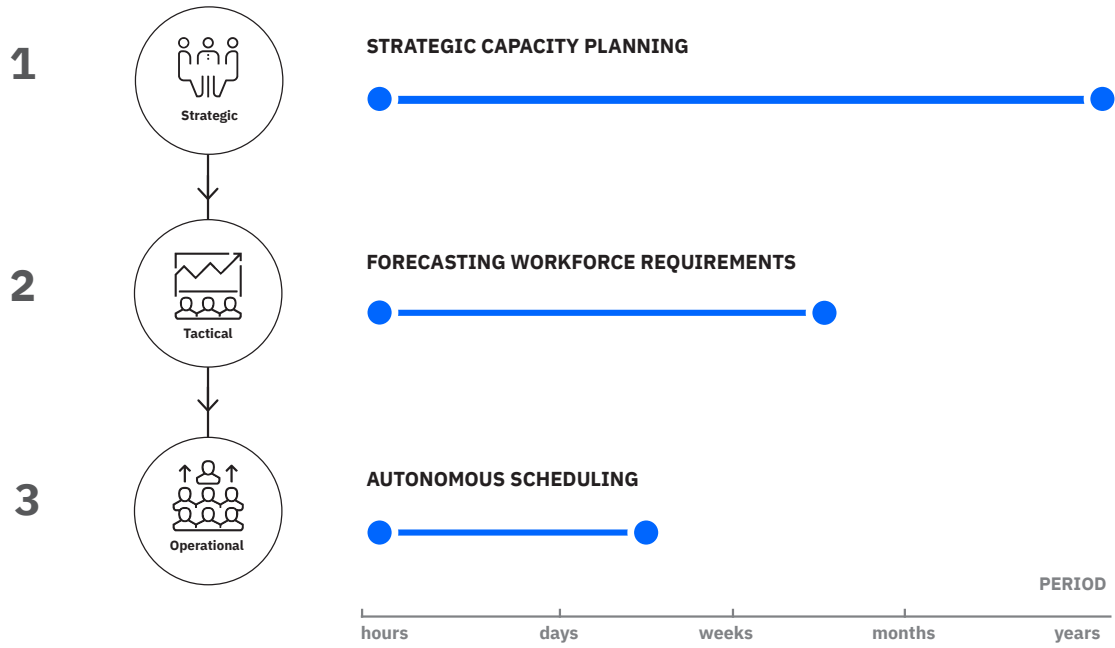 1
Strategic
STRATEGIC CAPACITY PLANNING
2
Tactical
FORECASTING WORKFORCE REQUIREMENTS
3
Operational
AUTONOMOUS SCHEDULING
PERIOD
hours days weeks months years